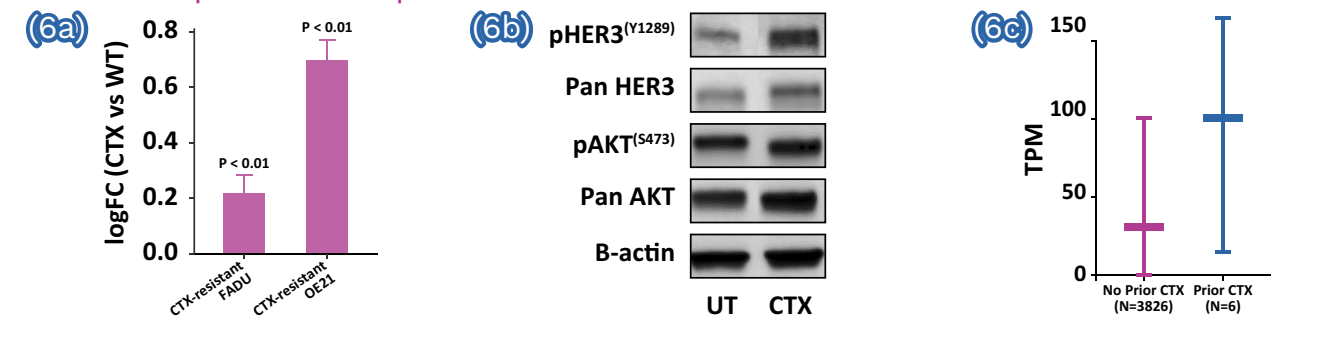 (6a)
logFC (CTX vs WT)
0.8
0.6
0.4
0.2
0.0
P < 0.01
P < 0.01
CTX-resistant
FADU
CTX-resistant
OE21
(6b)
pHER3(Y1289)
Pan HER3
pAKT(S473)
Pan AKT
B-actin
UT CTX
(6c)
TPM
150
100
50
0
No Prior CTX
(N=3826)
Prior CTX
(N=6)